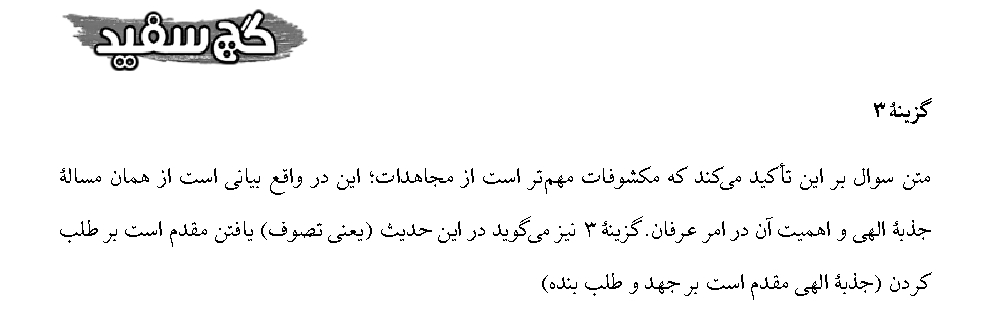 گچ سفید
گزینهٔ ۳
متن سوال بر این تأکید می‌کند که مکشوفات مهم‌تر است از مجاهدات؛ این در واقع بیانی است از همان مسالهٔ
جذبهٔ الهی و اهمیت آن در امر عرفان. گزینهٔ ۳ نیز می‌گوید در این حدیث (یعنی تصوف) یافتن مقدم است بر طلب
کردن (جذبهٔ الهی مقدم است بر جهد و طلب بنده)